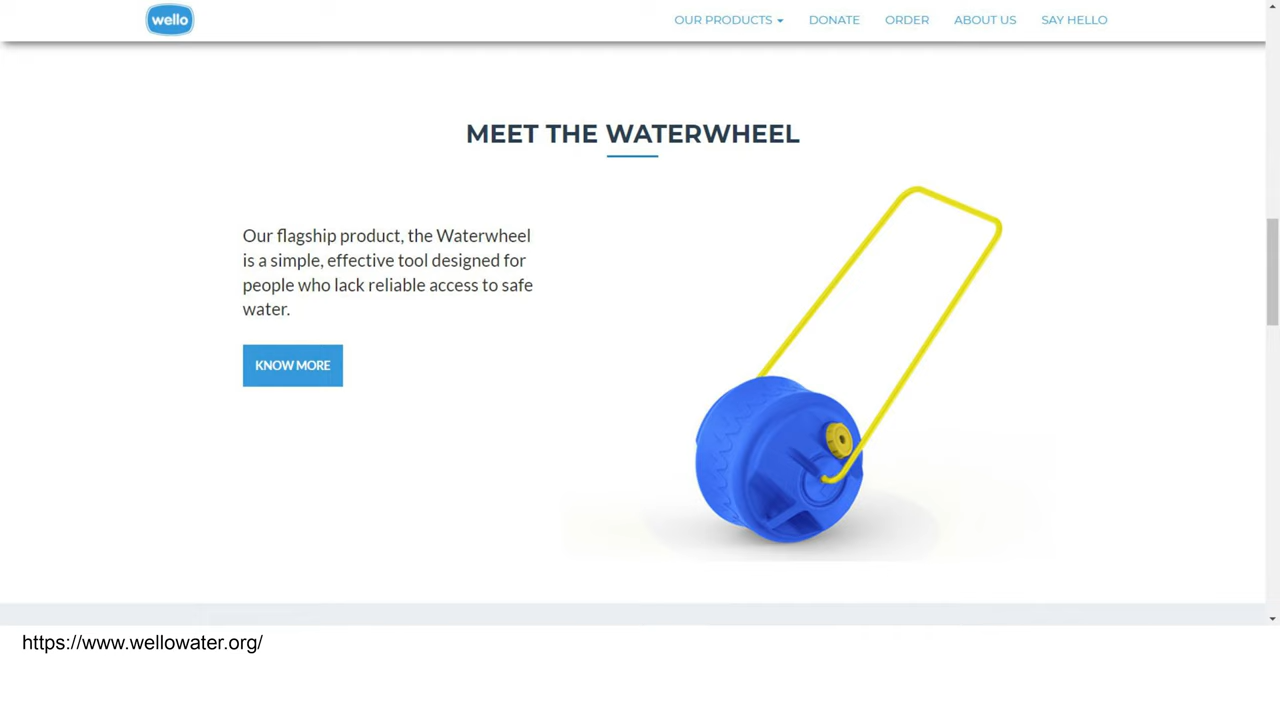 wello
OUR PRODUCTS
DONATE
ORDER
ABOUT US
SAY HELLO
MEET THE WATERWHEEL
Our flagship product, the Waterwheel
is a simple, effective tool designed for
people who lack reliable access to safe
water.
KNOW MORE
https://www.wellowater.org/